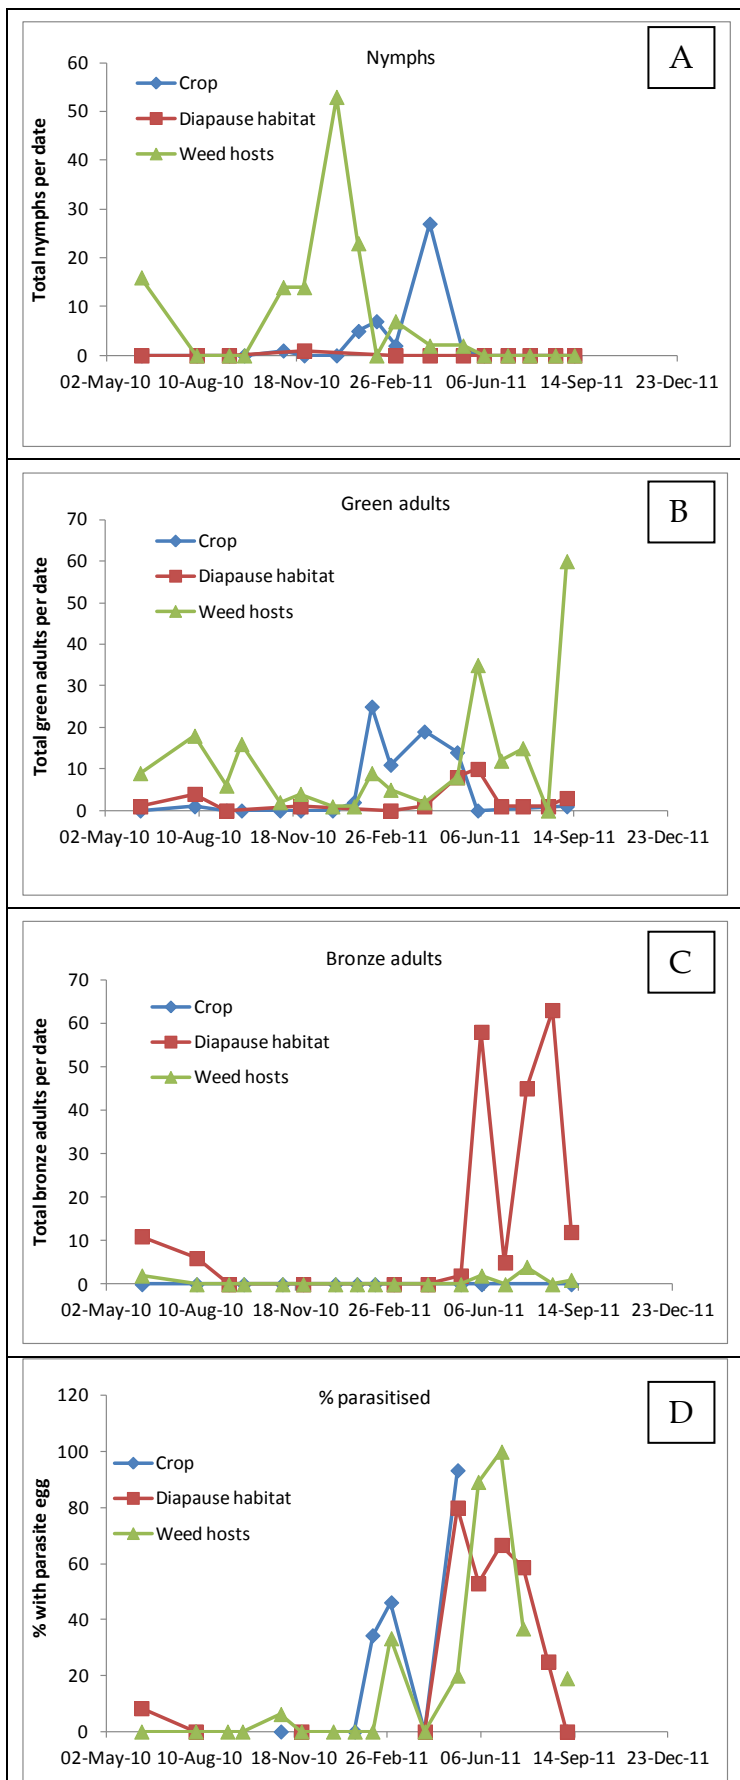 Nymphs
A
Total nymphs per date
60
50
40
30
20
10
0
Crop
Diapause habitat
Weed hosts
02-May-10 10-Aug-10 18-Nov-10 26-Feb-11 06-Jun-11 14-Sep-11 23-Dec-11
Green adults
B
Total green adults per date
70
60
50
40
30
20
10
0
Crop
Diapause habitat
Weed hosts
02-May-10 10-Aug-10 18-Nov-10 26-Feb-11 06-Jun-11 14-Sep-11 23-Dec-11
Bronze adults
C
Total bronze adults per date
70
60
50
40
30
20
10
0
Crop
Diapause habitat
Weed hosts
02-May-10 10-Aug-10 18-Nov-10 26-Feb-11 06-Jun-11 14-Sep-11 23-Dec-11
% parasitised
D
% with parasite egg
120
100
80
60
40
20
0
Crop
Diapause habitat
Weed hosts
02-May-10 10-Aug-10 18-Nov-10 26-Feb-11 06-Jun-11 14-Sep-11 23-Dec-11